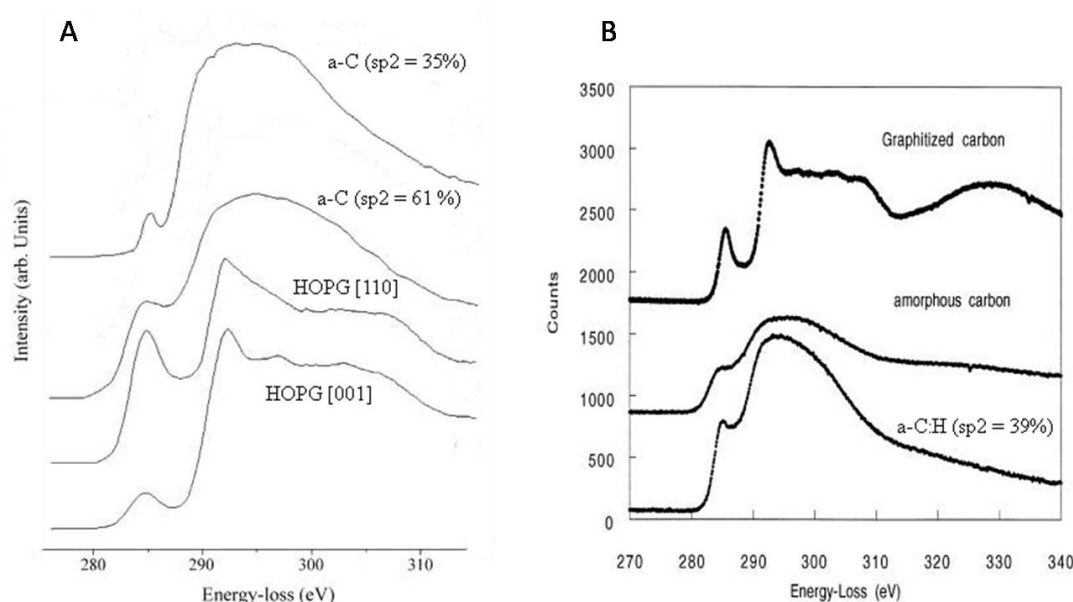 A
a-C (sp2 = 35%)
a-C (sp2 = 61 %)
HOPG [110]
HOPG [001]
Intensity (arb. Units)
280 290 300 310
Energy-loss (eV)
B
3500
3000
2500
2000
1500
1000
500
0
Counts
Graphitized carbon
amorphous carbon
a-C:H (sp2 = 39%)
270 280 290 300 310 320 330 340
Energy-Loss (eV)